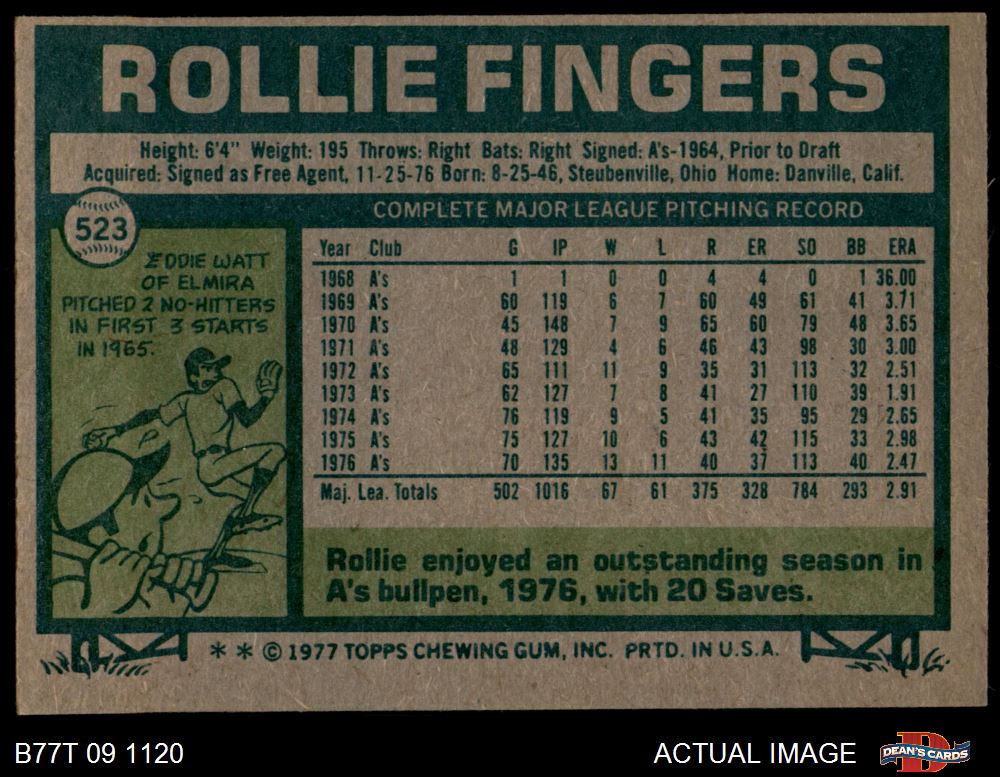 ROLLIE FINGERS
Height: 6'4" Weight: 195 Throws: Right Bats: Right Signed: A's-1964, Prior to Draft
Acquired: Signed as Free Agent, 11-25-76 Born: 8-25-46, Steubenville, Ohio Home: Danville, Calif.
523
EDDIE WATT
OF ELMIRA
PITCHED 2 NO-HITTERS
IN FIRST 3 STARTS
IN 1965.
COMPLETE MAJOR LEAGUE PITCHING RECORD
Year Club G IP W L R ER SO BB ERA
1968 A's 1 1 0 0 4 4 0 1 36.00
1969 A's 60 119 6 7 60 49 61 41 3.71
1970 A's 45 148 7 9 65 60 79 48 3.65
1971 A's 48 129 4 6 46 43 98 30 3.00
1972 A's 65 111 11 9 35 31 113 32 2.51
1973 A's 62 127 7 8 41 27 110 39 1.91
1974 A's 76 119 9 5 41 35 95 29 2.65
1975 A's 75 127 10 6 43 42 115 33 2.98
1976 A's 70 135 13 11 40 37 113 40 2.47
Maj. Lea. Totals 502 1016 67 61 375 328 784 293 2.91
Rollie enjoyed an outstanding season in
A's bullpen, 1976, with 20 Saves.
* * © 1977 TOPPS CHEWING GUM, INC. PRTD. IN U.S.A.
B77T 09 1120
ACTUAL IMAGE
D
DEAN'S CARDS